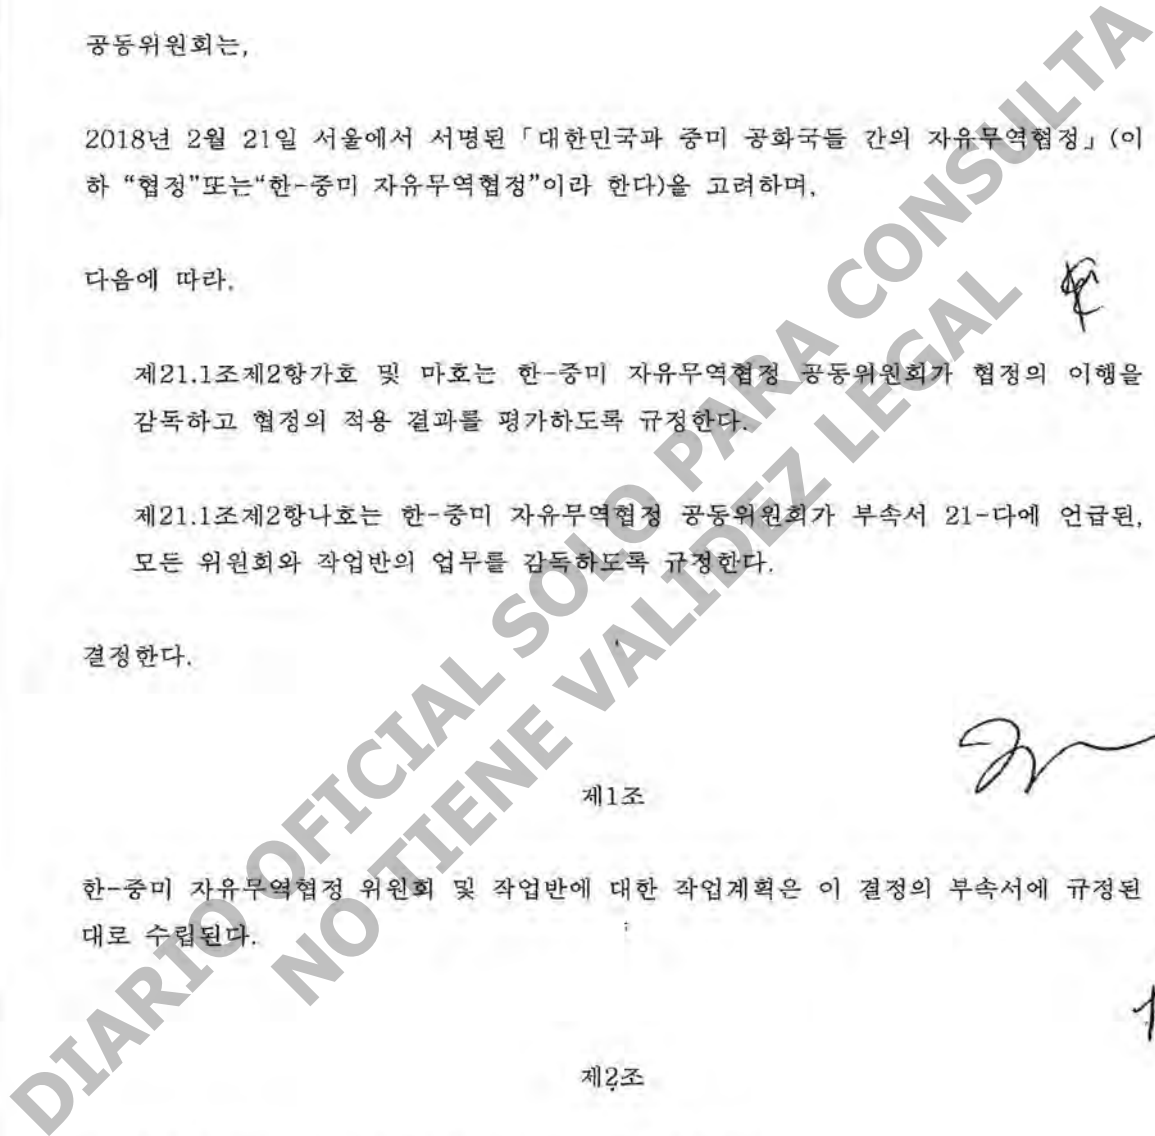 공동위원회는,
2018년 2월 21일 서울에서 서명된 「대한민국과 중미 공화국들 간의 자유무역협정」(이
하 “협정”또는“한-중미 자유무역협정”이라 한다)을 고려하며,
다음에 따라,
제21.1조제2항가호 및 마호는 한-중미 자유무역협정 공동위원회가 협정의 이행을
감독하고 협정의 적용 결과를 평가하도록 규정한다.
제21.1조제2항나호는 한-중미 자유무역협정 공동위원회가 부속서 21-다에 언급된,
모든 위원회와 작업반의 업무를 감독하도록 규정한다.
결정한다.
제1조
한-중미 자유무역협정 위원회 및 작업반에 대한 작업계획은 이 결정의 부속서에 규정된
대로 수립된다.
제2조
DIARIO OFICIAL SOLO PARA CONSULTA
NO TIENE VALIDEZ LEGAL